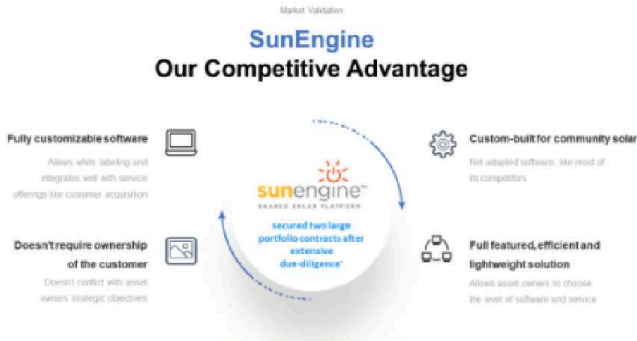 Market Validation
SunEngine
Our Competitive Advantage
Fully customizable software
Allows white labeling and
integrates well with service
offerings like customer acquisition
Doesn't require ownership
of the customer
Doesn't conflict with asset
owners strategic objectives
sunengine™
SHARED SOLAR PLATFORM
secured two large
portfolio contracts after
extensive
due-diligence*
Custom-built for community solar
Not adapted software, like most of
its competitors
Full featured, efficient and
lightweight solution
Allows asset owners to choose
the level of software and service